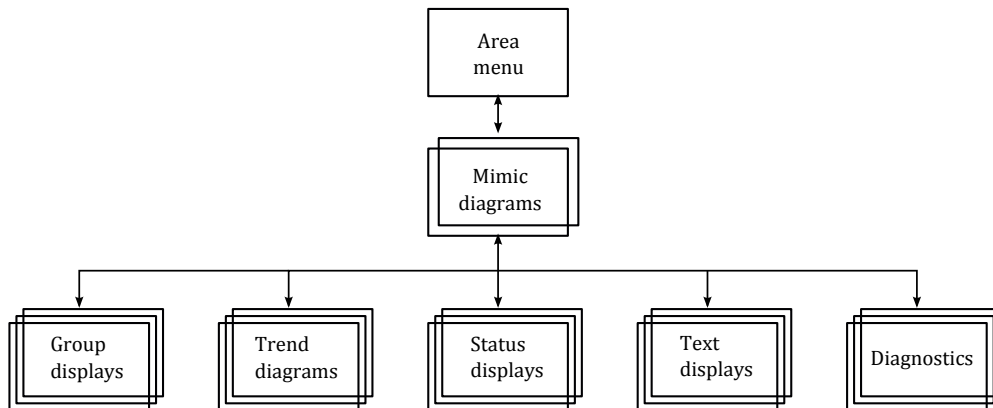 Area
menu
Mimic
diagrams
Group
displays
Trend
diagrams
Status
displays
Text
displays
Diagnostics